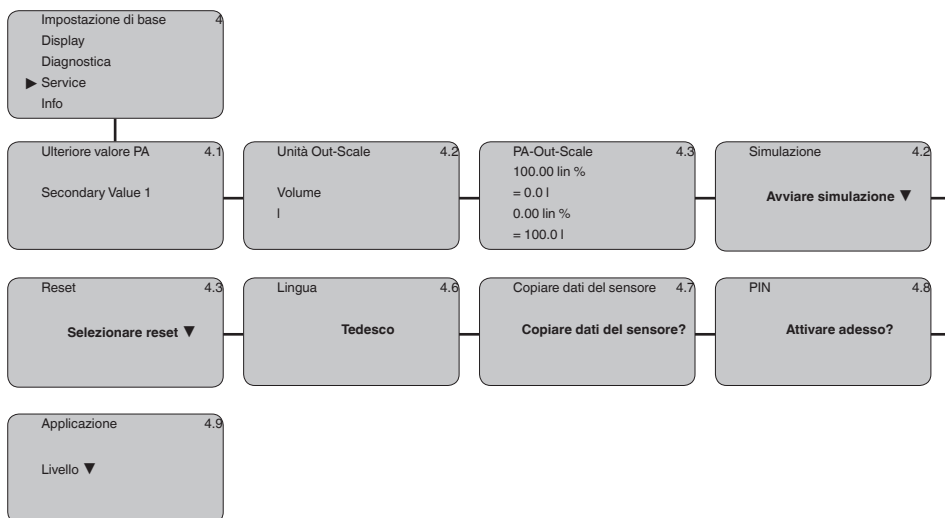 Impostazione di base 4
Display
Diagnostica
▶ Service
Info
Ulteriore valore PA 4.1
Secondary Value 1
Unità Out-Scale 4.2
Volume
l
PA-Out-Scale 4.3
100.00 lin %
= 0.0 l
0.00 lin %
= 100.0 l
Simulazione 4.2
Avviare simulazione ▼
Reset 4.3
Selezionare reset ▼
Lingua 4.6
Tedesco
Copiare dati del sensore 4.7
Copiare dati del sensore?
PIN 4.8
Attivare adesso?
Applicazione 4.9
Livello ▼